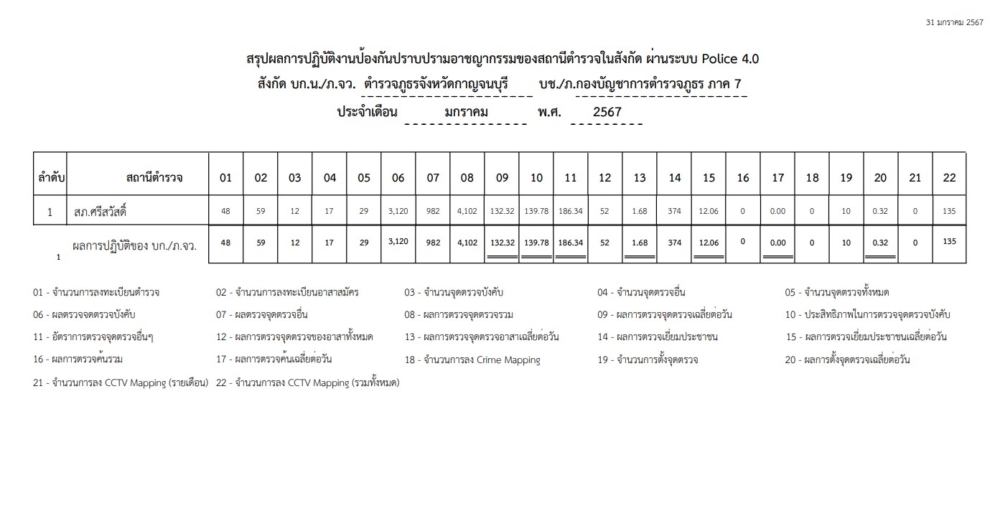 31 มกราคม 2567
สรุปผลการปฏิบัติงานป้องกันปราบปรามอาชญากรรมของสถานีตำรวจในสังกัด ผ่านระบบ Police 4.0
สังกัด บก.น./ภ.จว. ตำรวจภูธรจังหวัดกาญจนบุรี บช./ภ.กองบัญชาการตำรวจภูธร ภาค 7
ประจำเดือน มกราคม พ.ศ. 2567
ลำดับ สถานีตำรวจ 01 02 03 04 05 06 07 08 09 10 11 12 13 14 15 16 17 18 19 20 21 22
1 สภ.ศรีสวัสดิ์ 48 59 12 17 29 3,120 982 4,102 132.32 139.78 186.34 52 1.68 374 12.06 0 0.00 0 10 0.32 0 135
1 ผลการปฏิบัติของ บก./ภ.จว. 48 59 12 17 29 3,120 982 4,102 132.32 139.78 186.34 52 1.68 374 12.06 0 0.00 0 10 0.32 0 135
01 - จำนวนการลงทะเบียนตำรวจ 02 - จำนวนการลงทะเบียนอาสาสมัคร 03 - จำนวนจุดตรวจบังคับ 04 - จำนวนจุดตรวจอื่น 05 - จำนวนจุดตรวจทั้งหมด
06 - ผลตรวจจดตรวจบังคับ 07 - ผลตรวจจุดตรวจอื่น 08 - ผลการตรวจจุดตรวจรวม 09 - ผลการตรวจจุดตรวจเฉลี่ยต่อวัน 10 - ประสิทธิภาพในการตรวจจุดตรวจบังคับ
11 - อัตราการตรวจจุดตรวจอื่นๆ 12 - ผลการตรวจจุดตรวจของอาสาทั้งหมด 13 - ผลการตรวจจุดตรวจอาสาเฉลี่ยต่อวัน 14 - ผลการตรวจเยี่ยมประชาชน 15 - ผลการตรวจเยี่ยมประชาชนเฉลี่ยต่อวัน
16 - ผลการตรวจค้นรวม 17 - ผลการตรวจค้นเฉลี่ยต่อวัน 18 - จำนวนการลง Crime Mapping 19 - จำนวนการตั้งจุดตรวจ 20 - ผลการตั้งจุดตรวจเฉลี่ยต่อวัน
21 - จำนวนการลง CCTV Mapping (รายเดือน) 22 - จำนวนการลง CCTV Mapping (รวมทั้งหมด)